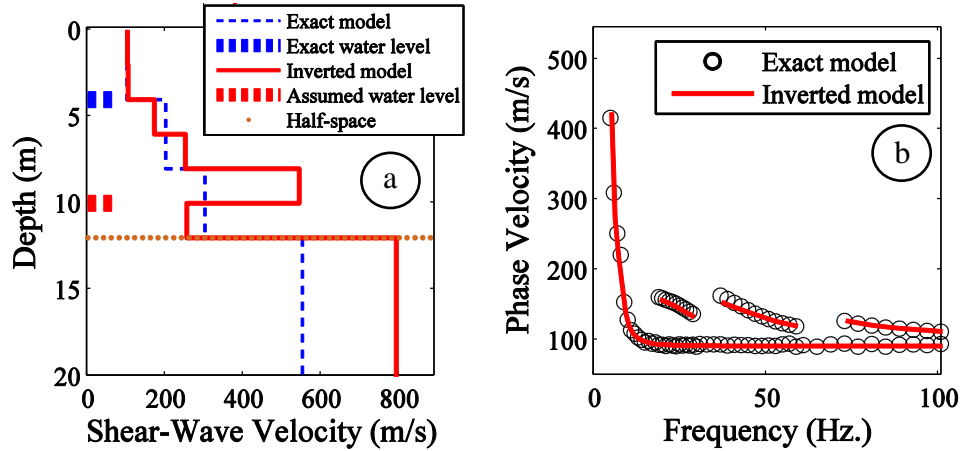 Exact model
Exact water level
Inverted model
Assumed water level
Half-space
a
0
5
10
15
20
Depth (m)
0 200 400 600 800
Shear-Wave Velocity (m/s)
Exact model
Inverted model
b
500
400
300
200
100
Phase Velocity (m/s)
0 50 100
Frequency (Hz.)